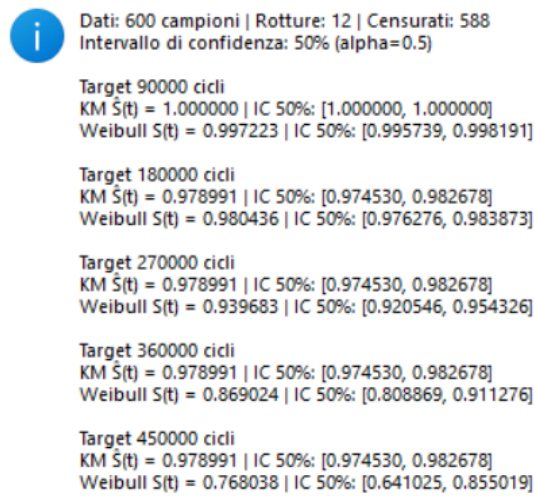 Dati: 600 campioni | Rotture: 12 | Censurati: 588
Intervallo di confidenza: 50% (alpha=0.5)
Target 90000 cicli
KM Ŝ(t) = 1.000000 | IC 50%: [1.000000, 1.000000]
Weibull S(t) = 0.997223 | IC 50%: [0.995739, 0.998191]
Target 180000 cicli
KM Ŝ(t) = 0.978991 | IC 50%: [0.974530, 0.982678]
Weibull S(t) = 0.980436 | IC 50%: [0.976276, 0.983873]
Target 270000 cicli
KM Ŝ(t) = 0.978991 | IC 50%: [0.974530, 0.982678]
Weibull S(t) = 0.939683 | IC 50%: [0.920546, 0.954326]
Target 360000 cicli
KM Ŝ(t) = 0.978991 | IC 50%: [0.974530, 0.982678]
Weibull S(t) = 0.869024 | IC 50%: [0.808869, 0.911276]
Target 450000 cicli
KM Ŝ(t) = 0.978991 | IC 50%: [0.974530, 0.982678]
Weibull S(t) = 0.768038 | IC 50%: [0.641025, 0.855019]